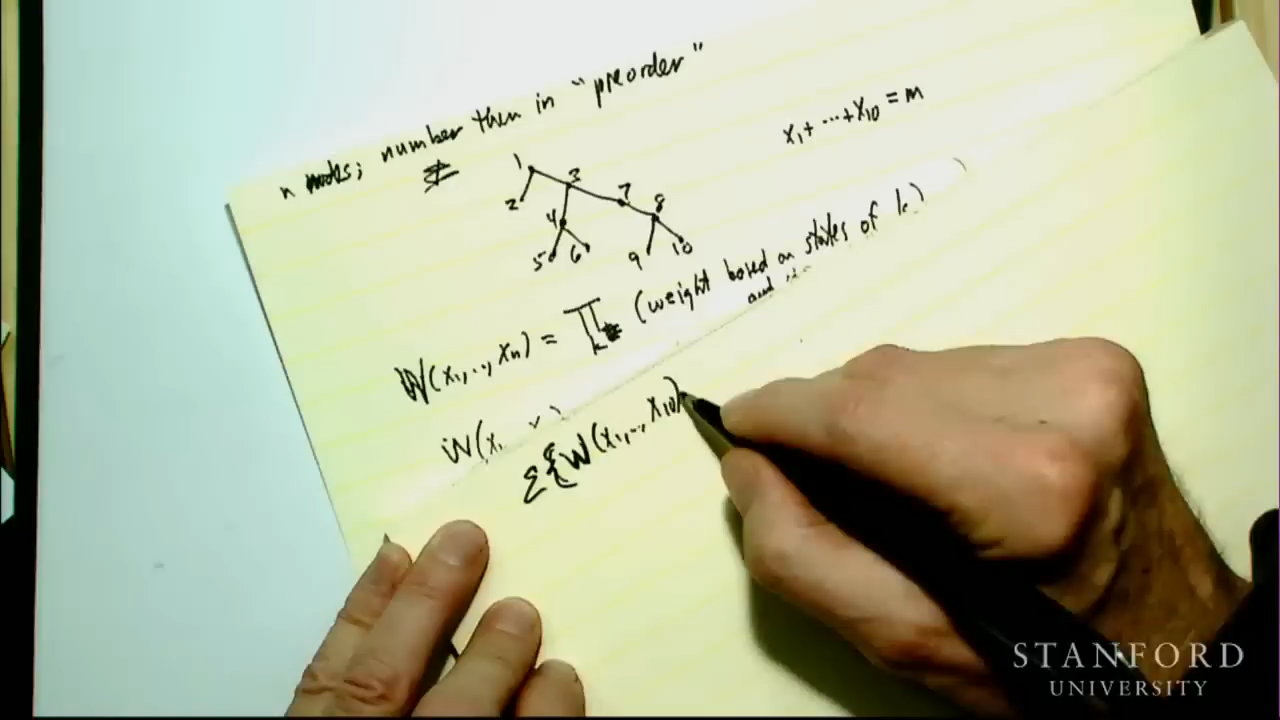 n nodes; number them in "preorder"
x₁ + ··· + x₁₀ = m
1
2 3
4 7
5 6 8
9 10
W(x₁,..,xₙ) = ∏ₖ (weight based on states of k)
and
W(x₁
Σ{W(x₁,..,x₁₀)
STANFORD
UNIVERSITY